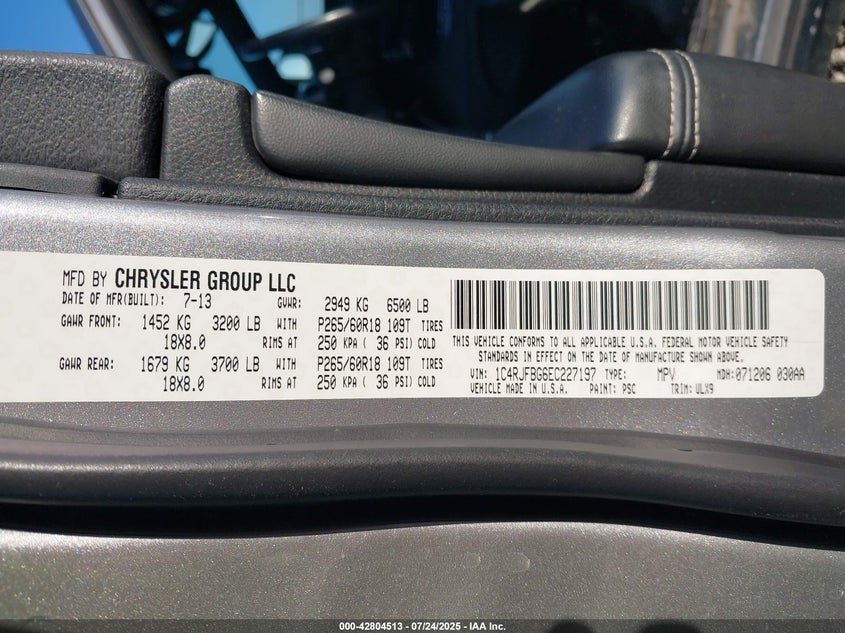 MFD BY CHRYSLER GROUP LLC
DATE OF MFR(BUILT): 7-13 GVWR: 2949 KG 6500 LB
GAWR FRONT: 1452 KG 3200 LB WITH P265/60R18 109T TIRES
18X8.0 RIMS AT 250 KPA ( 36 PSI) COLD
GAWR REAR: 1679 KG 3700 LB WITH P265/60R18 109T TIRES
18X8.0 RIMS AT 250 KPA ( 36 PSI) COLD
THIS VEHICLE CONFORMS TO ALL APPLICABLE U.S.A. FEDERAL MOTOR VEHICLE SAFETY
STANDARDS IN EFFECT ON THE DATE OF MANUFACTURE SHOWN ABOVE.
VIN: 1C4RJFBG6EC227197 TYPE: MPV MDH: 071206 030AA
VEHICLE MADE IN U.S.A. PAINT: PSC TRIM: ULX9
000-42804513 - 07/24/2025 - IAA Inc.